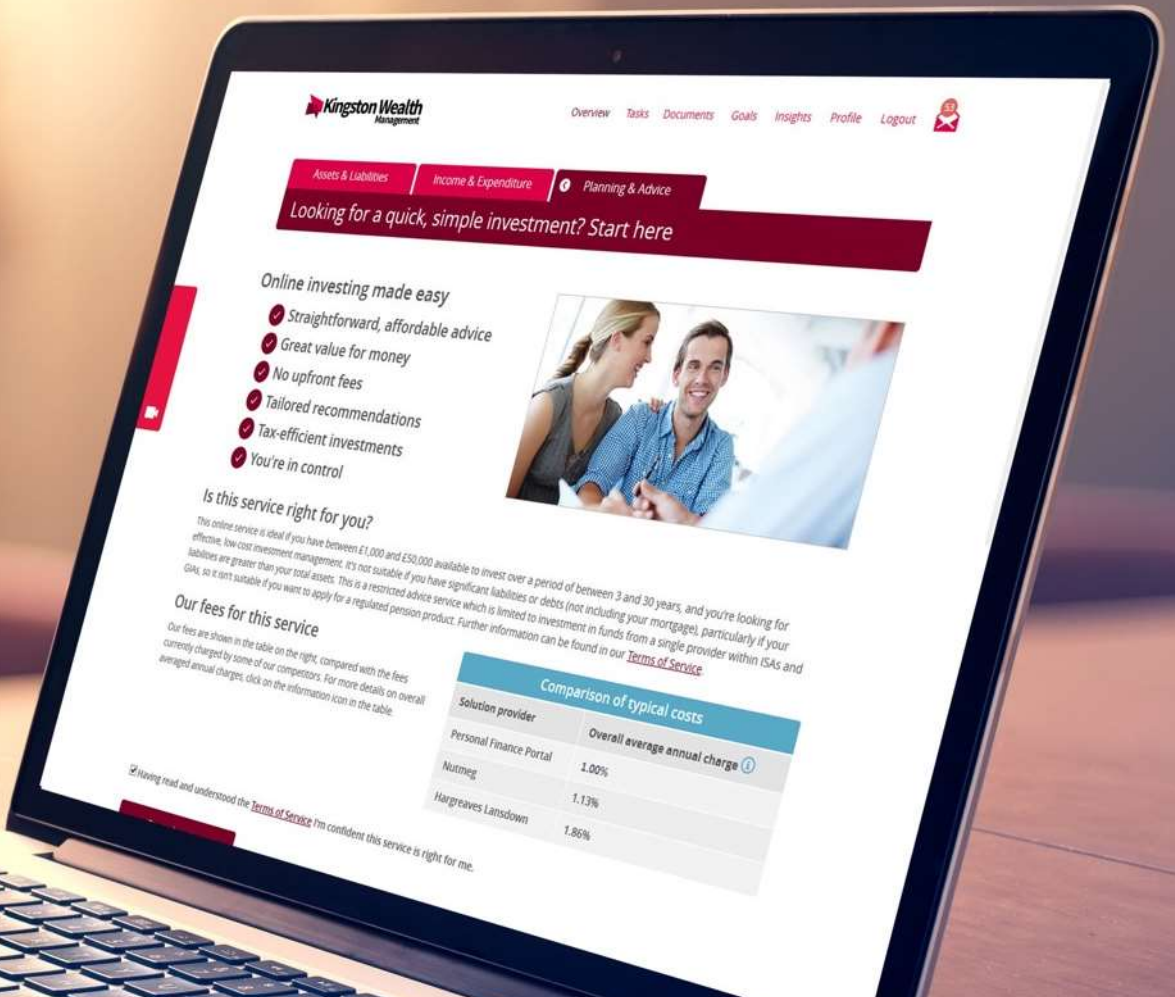 Kingston Wealth
Management
Overview Tasks Documents Goals Insights Profile Logout 53
Assets & Liabilities Income & Expenditure Planning & Advice
Looking for a quick, simple investment? Start here
Online investing made easy
Straightforward, affordable advice
Great value for money
No upfront fees
Tailored recommendations
Tax-efficient investments
You're in control
Is this service right for you?
This online service is ideal if you have between £1,000 and £50,000 available to invest over a period of between 3 and 30 years, and you're looking for
effective, low-cost investment management. It's not suitable if you have significant liabilities or debts (not including your mortgage), particularly if your
liabilities are greater than your total assets. This is a restricted advice service which is limited to investment in funds from a single provider within ISAs and
GIAs, so it isn't suitable if you want to apply for a regulated pension product. Further information can be found in our Terms of Service.
Our fees for this service
Our fees are shown in the table on the right, compared with the fees
currently charged by some of our competitors. For more details on overall
averaged annual charges, click on the information icon in the table.
Comparison of typical costs
Solution provider Overall average annual charge i
Personal Finance Portal 1.00%
Nutmeg 1.13%
Hargreaves Lansdown 1.86%
Having read and understood the Terms of Service I'm confident this service is right for me.